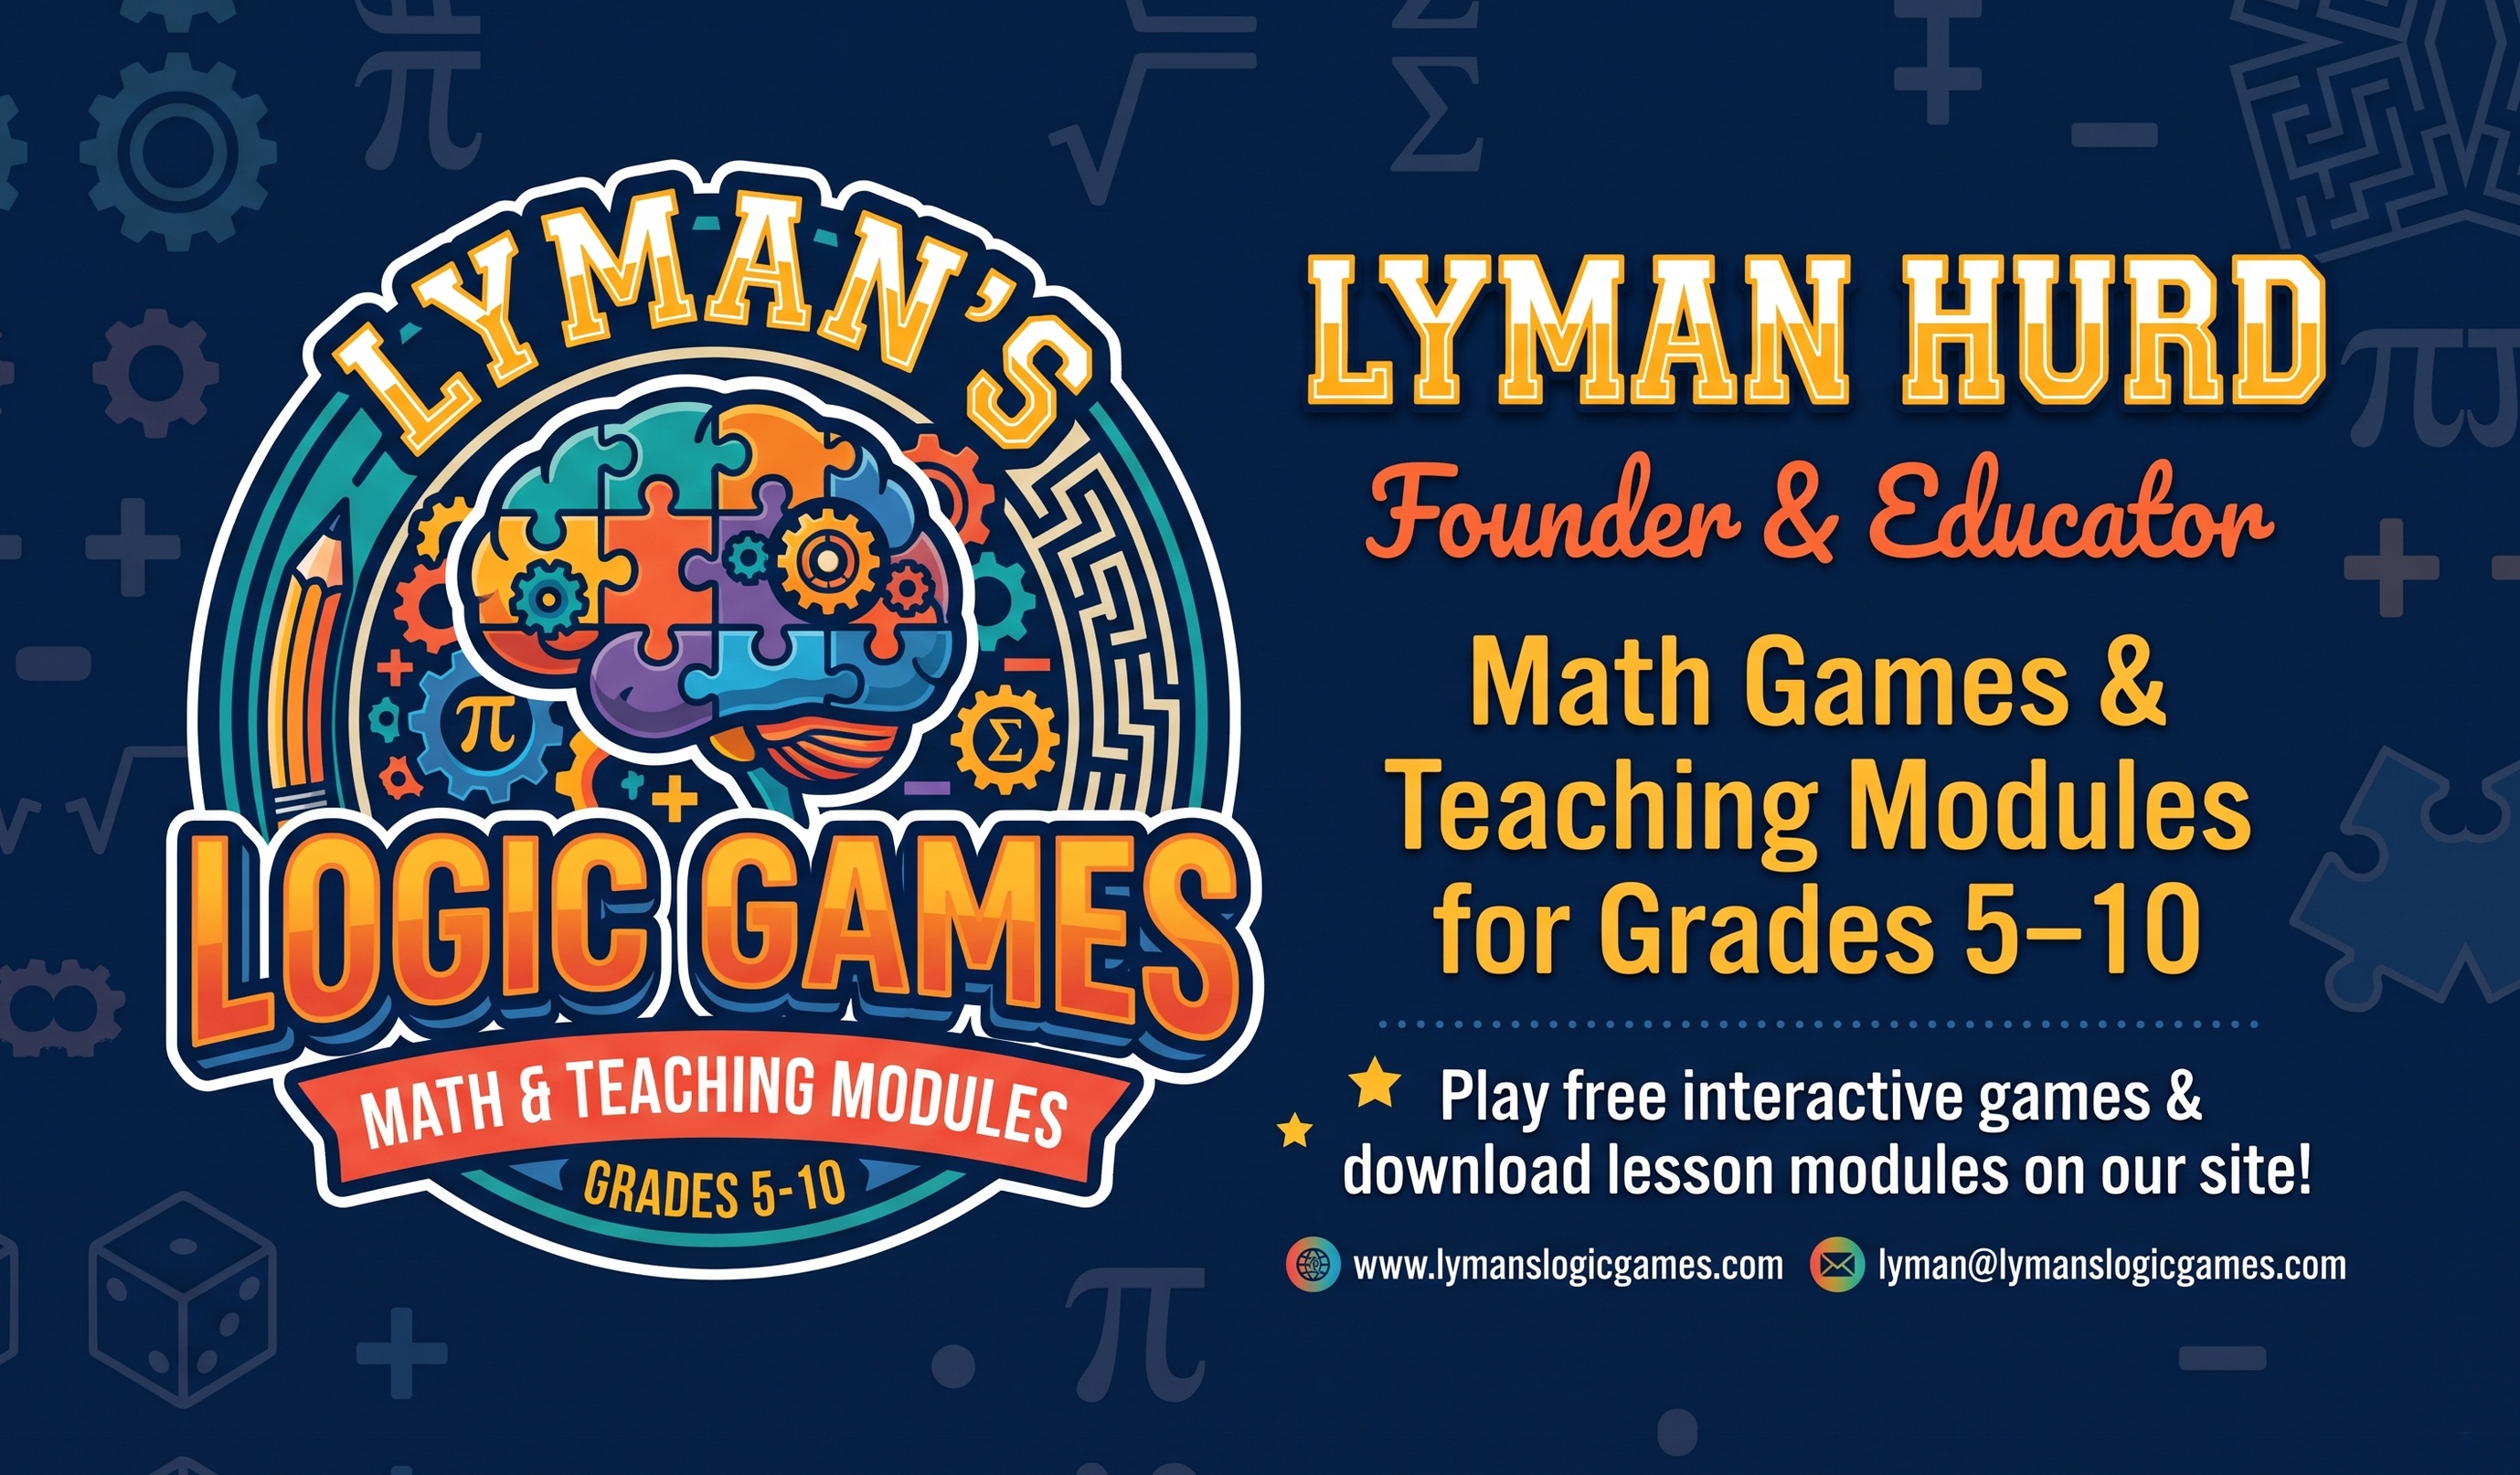 LYMAN'S
LOGIC GAMES
MATH & TEACHING MODULES
GRADES 5-10
π
Σ
LYMAN HURD
Founder & Educator
Math Games &
Teaching Modules
for Grades 5–10
Play free interactive games &
download lesson modules on our site!
www.lymanslogicgames.com
lyman@lymanslogicgames.com